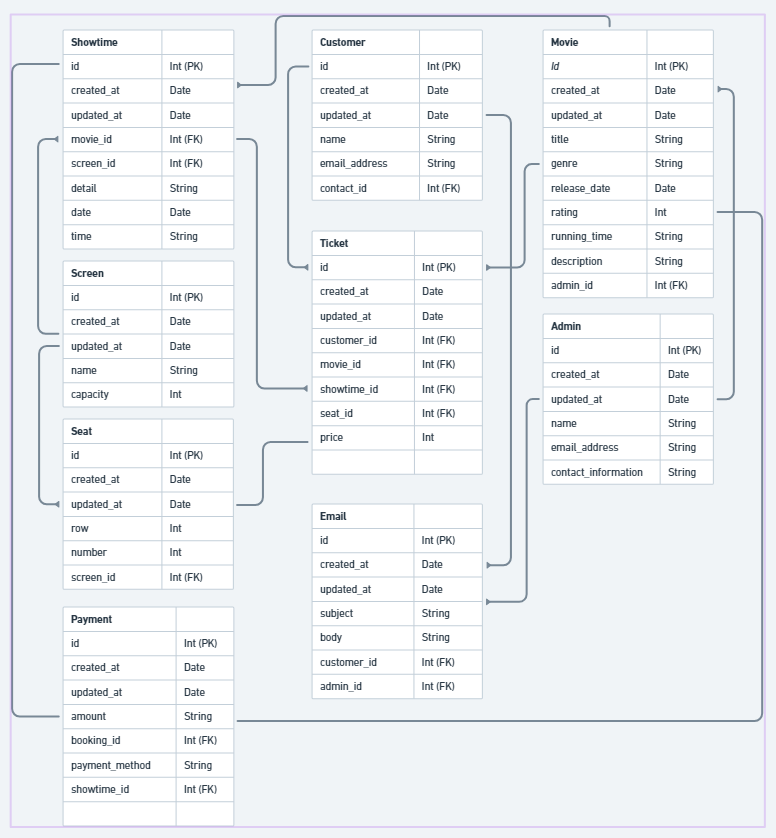 Showtime
id Int (PK)
created_at Date
updated_at Date
movie_id Int (FK)
screen_id Int (FK)
detail String
date Date
time String
Screen
id Int (PK)
created_at Date
updated_at Date
name String
capacity Int
Seat
id Int (PK)
created_at Date
updated_at Date
row Int
number Int
screen_id Int (FK)
Payment
id Int (PK)
created_at Date
updated_at Date
amount String
booking_id Int (FK)
payment_method String
showtime_id Int (FK)
Customer
id Int (PK)
created_at Date
updated_at Date
name String
email_address String
contact_id Int (FK)
Ticket
id Int (PK)
created_at Date
updated_at Date
customer_id Int (FK)
movie_id Int (FK)
showtime_id Int (FK)
seat_id Int (FK)
price Int
Email
id Int (PK)
created_at Date
updated_at Date
subject String
body String
customer_id Int (FK)
admin_id Int (FK)
Movie
Id Int (PK)
created_at Date
updated_at Date
title String
genre String
release_date Date
rating Int
running_time String
description String
admin_id Int (FK)
Admin
id Int (PK)
created_at Date
updated_at Date
name String
email_address String
contact_information String